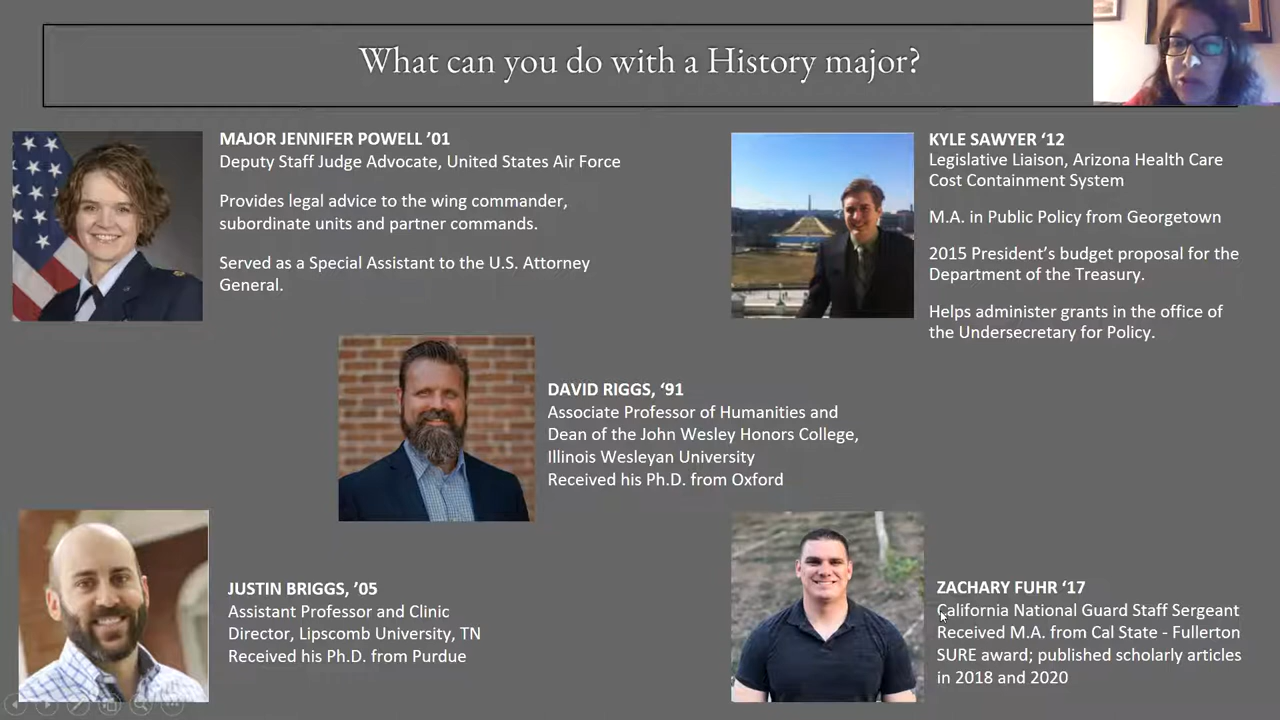 What can you do with a History major?
MAJOR JENNIFER POWELL ’01
Deputy Staff Judge Advocate, United States Air Force
Provides legal advice to the wing commander,
subordinate units and partner commands.
Served as a Special Assistant to the U.S. Attorney
General.
KYLE SAWYER ‘12
Legislative Liaison, Arizona Health Care
Cost Containment System
M.A. in Public Policy from Georgetown
2015 President’s budget proposal for the
Department of the Treasury.
Helps administer grants in the office of
the Undersecretary for Policy.
DAVID RIGGS, ‘91
Associate Professor of Humanities and
Dean of the John Wesley Honors College,
Illinois Wesleyan University
Received his Ph.D. from Oxford
JUSTIN BRIGGS, ’05
Assistant Professor and Clinic
Director, Lipscomb University, TN
Received his Ph.D. from Purdue
ZACHARY FUHR ‘17
California National Guard Staff Sergeant
Received M.A. from Cal State - Fullerton
SURE award; published scholarly articles
in 2018 and 2020